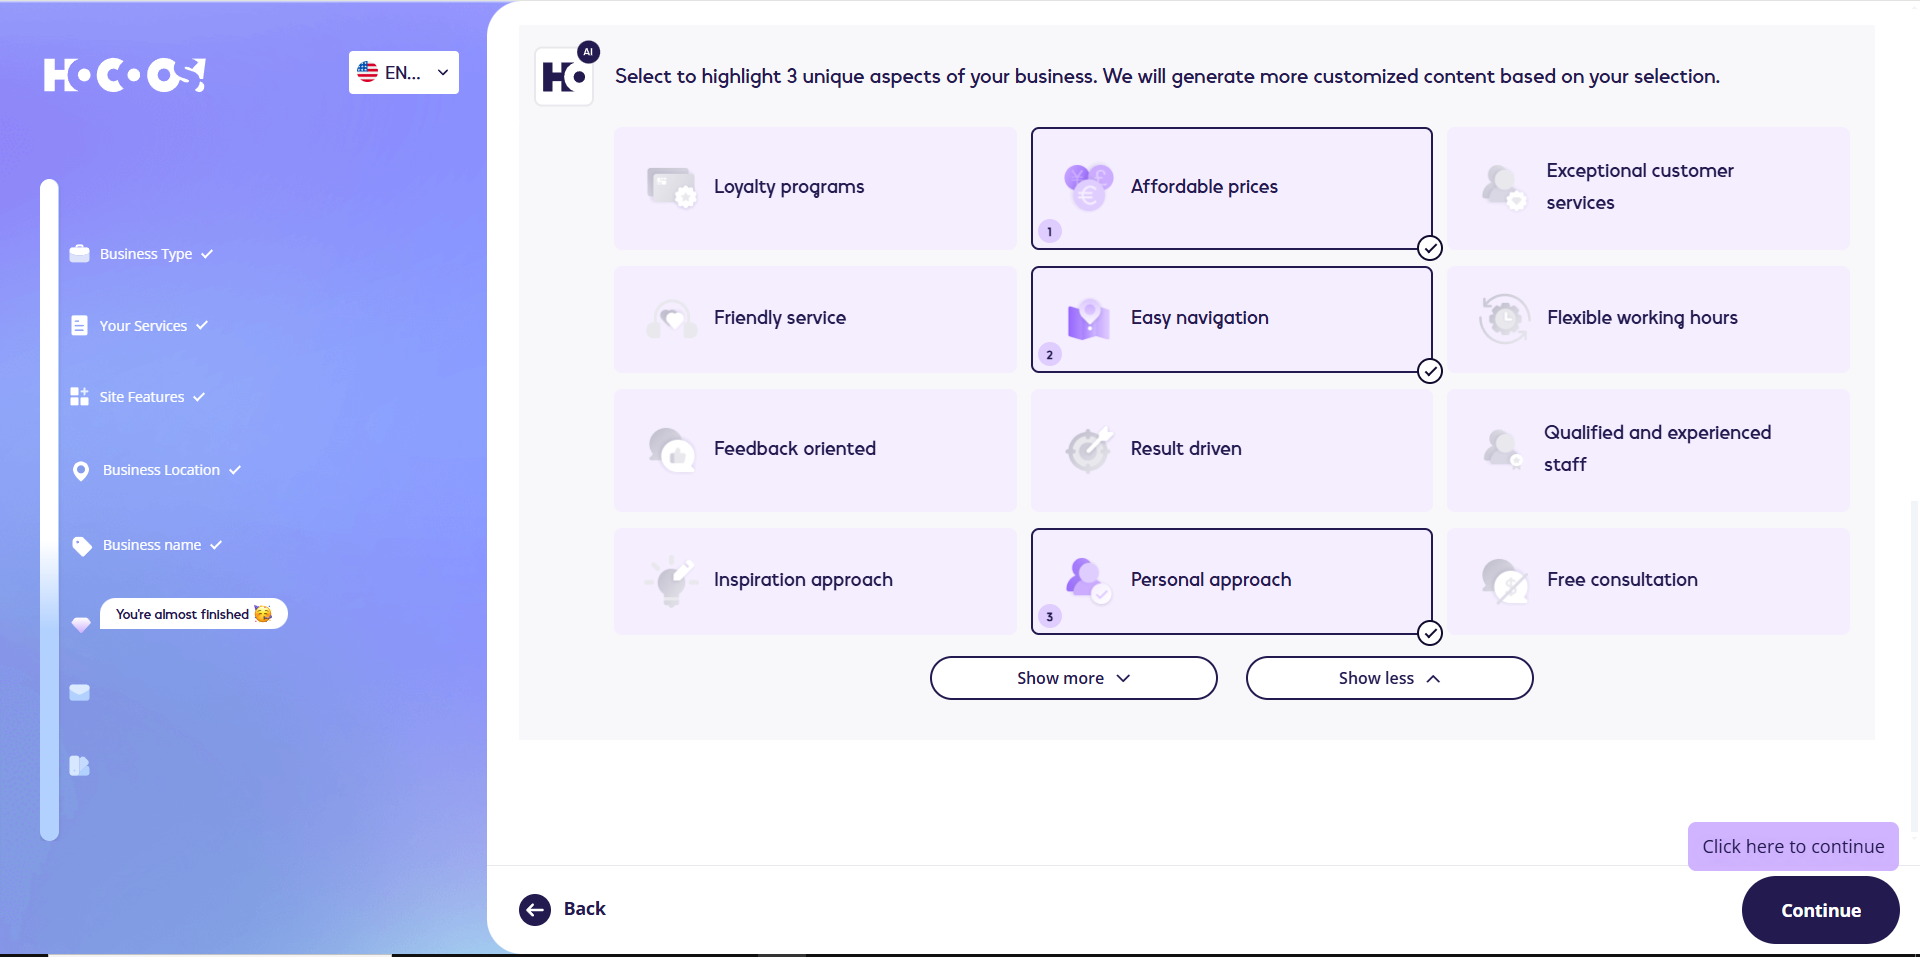 HOCOOS
EN...
AI
HO
Select to highlight 3 unique aspects of your business. We will generate more customized content based on your selection.
Loyalty programs
Affordable prices
1
Exceptional customer
services
Friendly service
Easy navigation
2
Flexible working hours
Feedback oriented
Result driven
Qualified and experienced
staff
Inspiration approach
Personal approach
3
Free consultation
Show more
Show less
Business Type
Your Services
Site Features
Business Location
Business name
You're almost finished
Click here to continue
Back
Continue